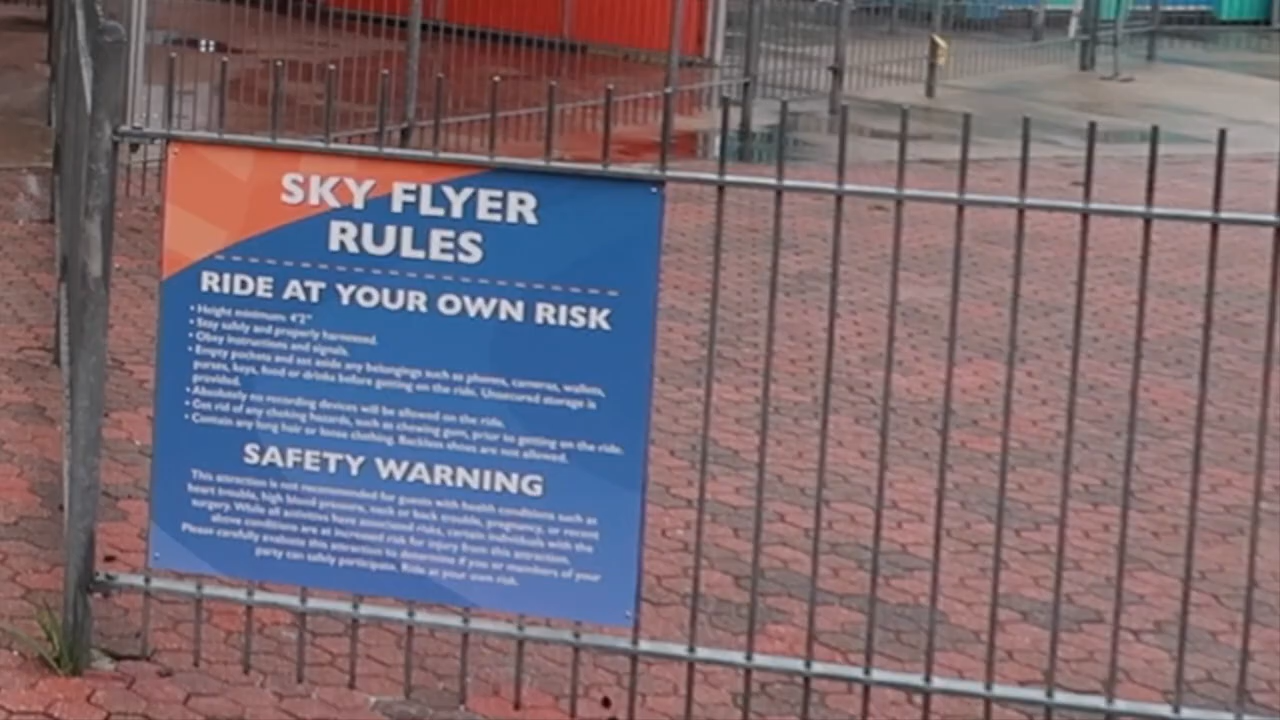 SKY FLYER
RULES
RIDE AT YOUR OWN RISK
• Height minimum: 4'2"
• Stay safely and properly harnessed.
• Obey instructions and signals.
• Empty pockets and set aside any belongings such as phones, cameras, wallets,
purses, keys, food or drinks before getting on the ride. Unsecured storage is
provided.
• Absolutely no recording devices will be allowed on the ride.
• Get rid of any choking hazards, such as chewing gum, prior to getting on the ride.
• Contain any long hair or loose clothing. Backless shoes are not allowed.
SAFETY WARNING
This attraction is not recommended for guests with health conditions such as
heart trouble, high blood pressure, neck or back trouble, pregnancy, or recent
surgery. While all activities have associated risks, certain individuals with the
above conditions are at increased risk for injury from this attraction.
Please carefully evaluate this attraction to determine if you or members of your
party can safely participate. Ride at your own risk.